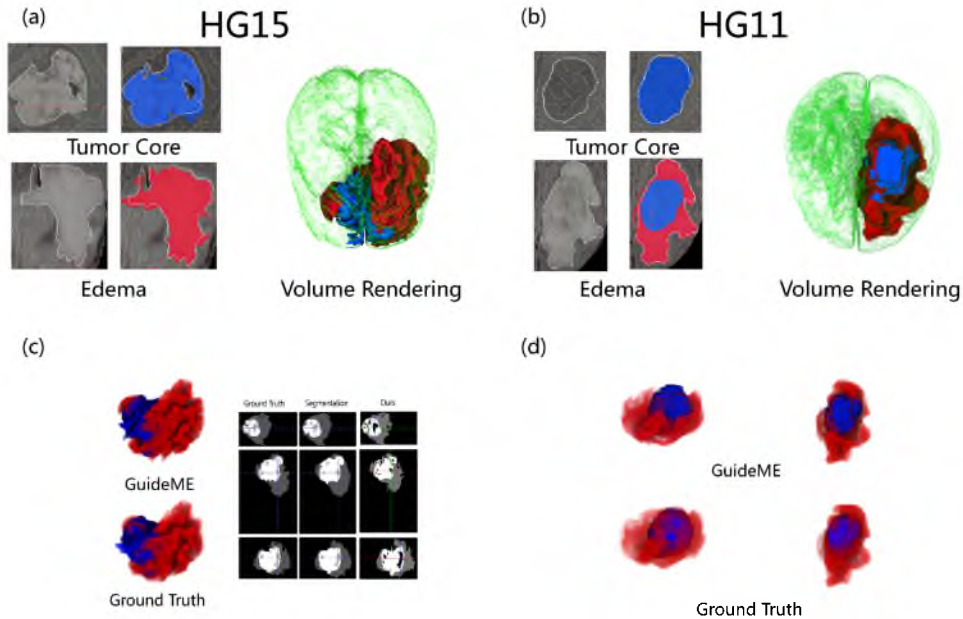 (a)
HG15
Tumor Core
Edema
Volume Rendering
(b)
HG11
Tumor Core
Edema
Volume Rendering
(c)
GuideME
Ground Truth
Ground Truth
Segmentation
Ours
(d)
GuideME
Ground Truth